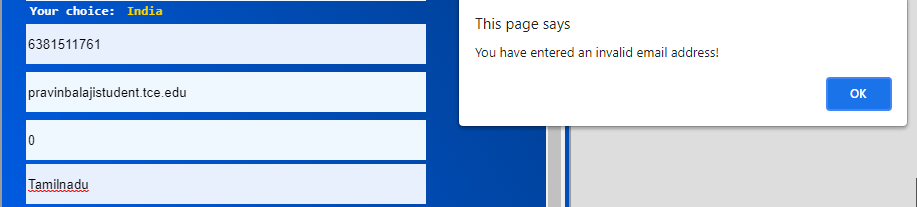 Your choice: India
6381511761
pravinbalajistudent.tce.edu
0
Tamilnadu
This page says
You have entered an invalid email address!
OK